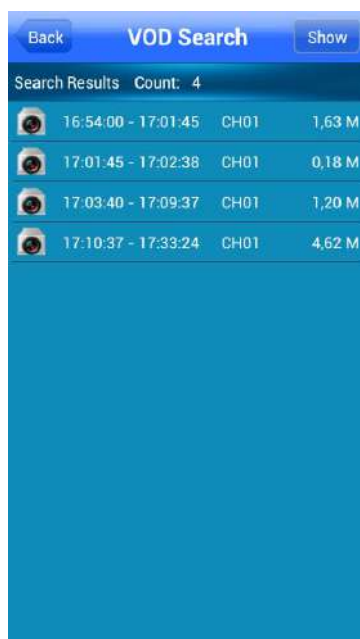 Back VOD Search Show
Search Results Count: 4
16:54:00 - 17:01:45 CH01 1,63 M
17:01:45 - 17:02:38 CH01 0,18 M
17:03:40 - 17:09:37 CH01 1,20 M
17:10:37 - 17:33:24 CH01 4,62 M